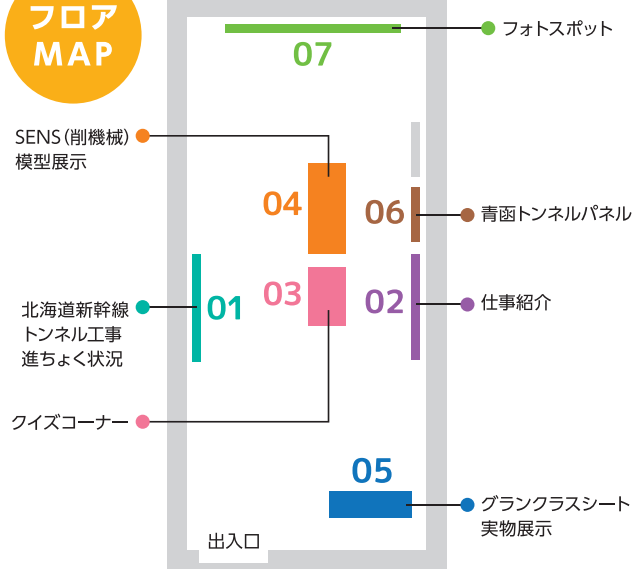 フロア
MAP
07
フォトスポット
SENS(削機械)
模型展示
04
06
青函トンネルパネル
03
02
仕事紹介
01
北海道新幹線
トンネル工事
進ちょく状況
クイズコーナー
05
グランクラスシート
実物展示
出入口